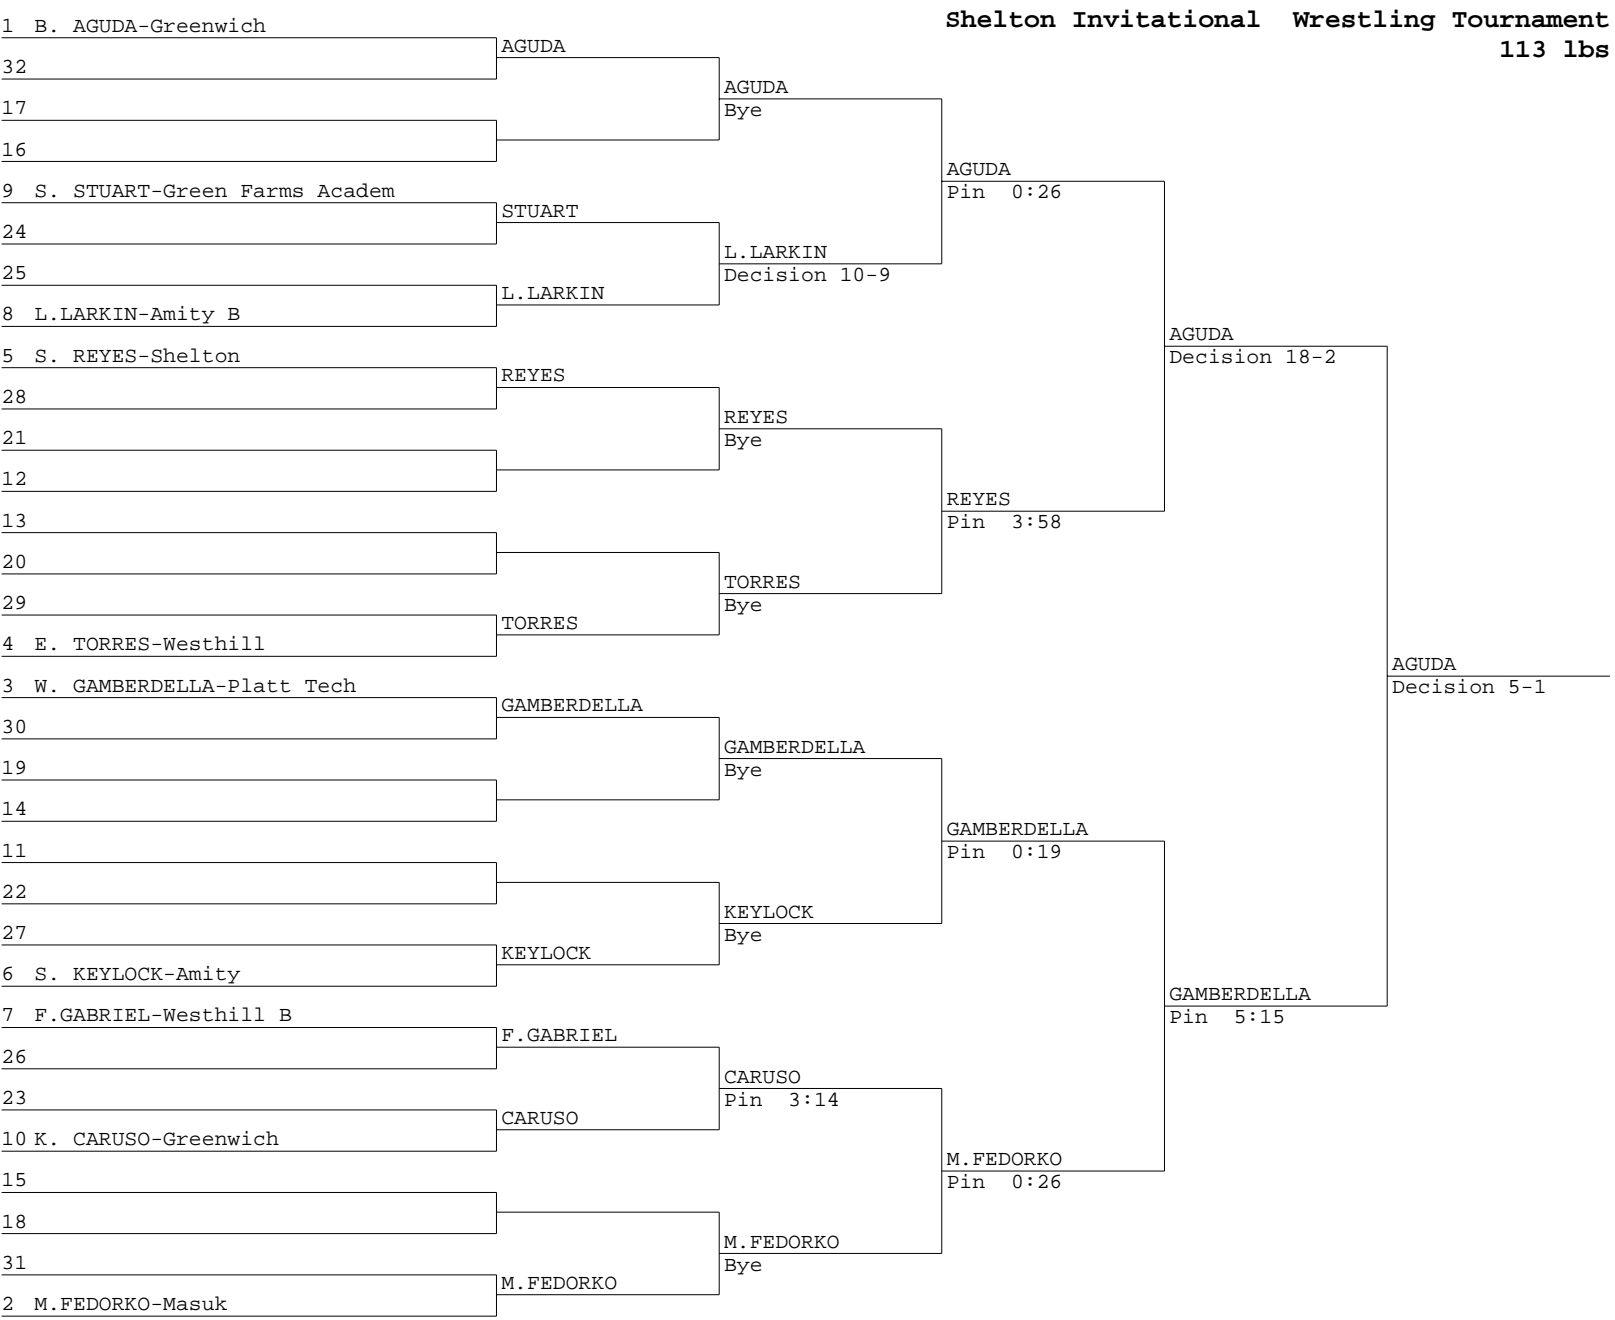 Shelton Invitational  Wrestling Tournament
113 lbs
1 B. AGUDA-Greenwich
AGUDA
32
AGUDA
17
Bye
16
AGUDA
9 S. STUART-Green Farms Academ
Pin 0:26
STUART
24
L.LARKIN
25
Decision 10-9
L.LARKIN
8 L.LARKIN-Amity B
AGUDA
5 S. REYES-Shelton
Decision 18-2
REYES
28
REYES
21
Bye
12
REYES
13
Pin 3:58
20
TORRES
29
Bye
TORRES
4 E. TORRES-Westhill
AGUDA
3 W. GAMBERDELLA-Platt Tech
Decision 5-1
GAMBERDELLA
30
GAMBERDELLA
19
Bye
14
GAMBERDELLA
11
Pin 0:19
22
KEYLOCK
27
Bye
KEYLOCK
6 S. KEYLOCK-Amity
GAMBERDELLA
7 F.GABRIEL-Westhill B
Pin 5:15
F.GABRIEL
26
CARUSO
23
Pin 3:14
CARUSO
10 K. CARUSO-Greenwich
M.FEDORKO
15
Pin 0:26
18
M.FEDORKO
31
Bye
M.FEDORKO
2 M.FEDORKO-Masuk